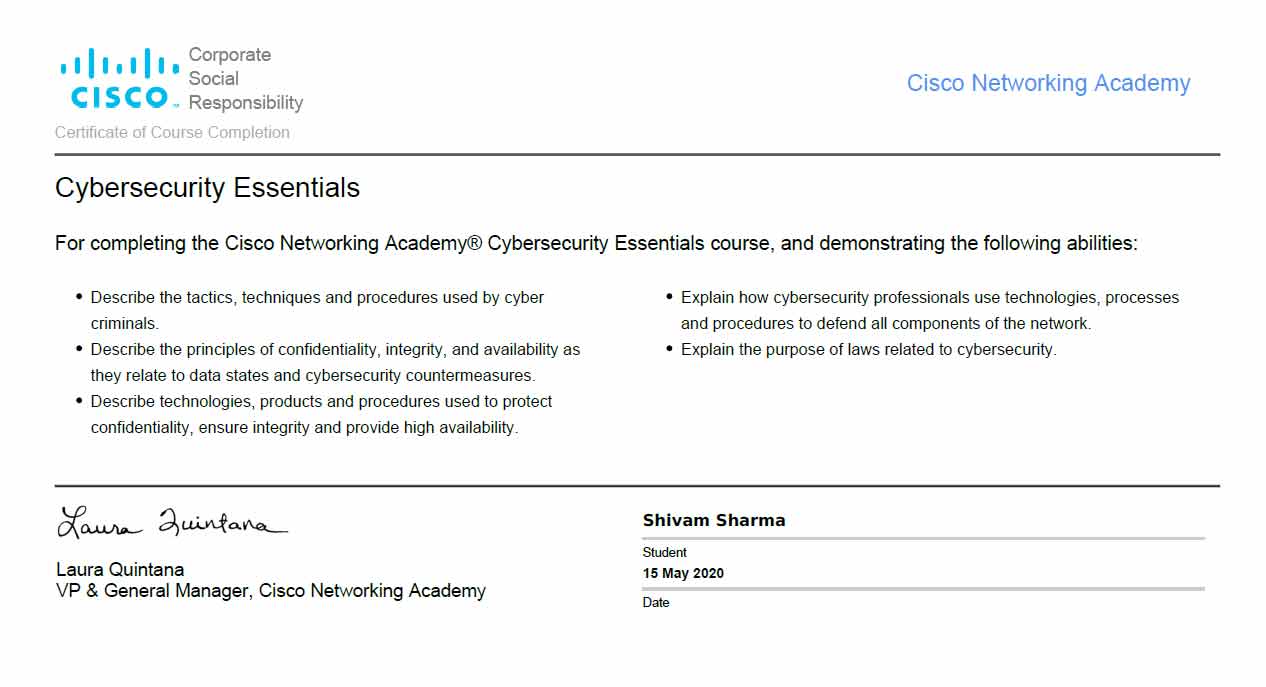 Corporate
Social
CISCO™ Responsibility
Certificate of Course Completion
Cisco Networking Academy
Cybersecurity Essentials
For completing the Cisco Networking Academy® Cybersecurity Essentials course, and demonstrating the following abilities:
• Describe the tactics, techniques and procedures used by cyber
criminals.
• Describe the principles of confidentiality, integrity, and availability as
they relate to data states and cybersecurity countermeasures.
• Describe technologies, products and procedures used to protect
confidentiality, ensure integrity and provide high availability.
• Explain how cybersecurity professionals use technologies, processes
and procedures to defend all components of the network.
• Explain the purpose of laws related to cybersecurity.
Laura Quintana
Laura Quintana
VP & General Manager, Cisco Networking Academy
Shivam Sharma
Student
15 May 2020
Date